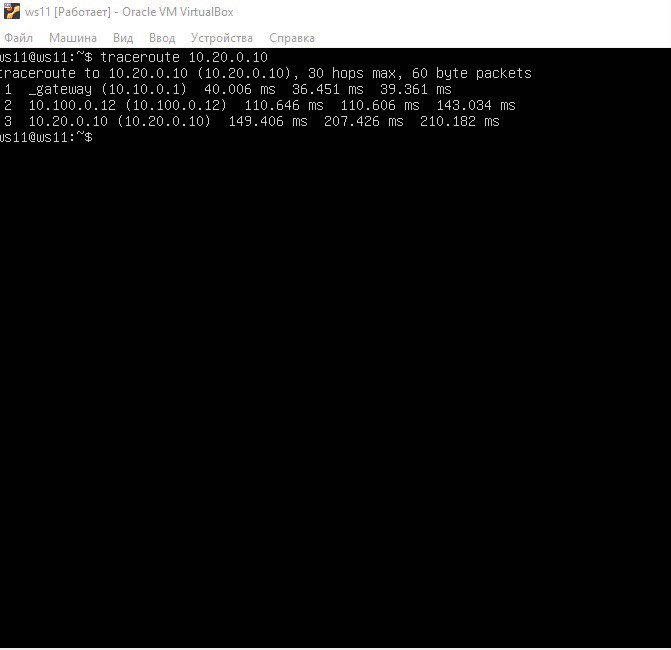 ws11 [Работает] - Oracle VM VirtualBox
Файл Машина Вид Ввод Устройства Справка
ws11@ws11:~$ traceroute 10.20.0.10
traceroute to 10.20.0.10 (10.20.0.10), 30 hops max, 60 byte packets
1 _gateway (10.10.0.1) 40.006 ms 36.451 ms 39.361 ms
2 10.100.0.12 (10.100.0.12) 110.646 ms 110.606 ms 143.034 ms
3 10.20.0.10 (10.20.0.10) 149.406 ms 207.426 ms 210.182 ms
ws11@ws11:~$